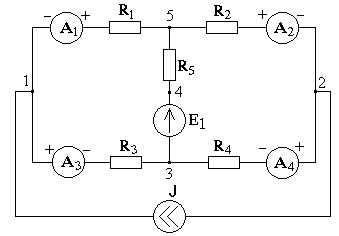 - A1 + R1 5 R2 + A2 -
R5
1 4 2
E1
+ A3 - R3 3 R4 - A4 +
J